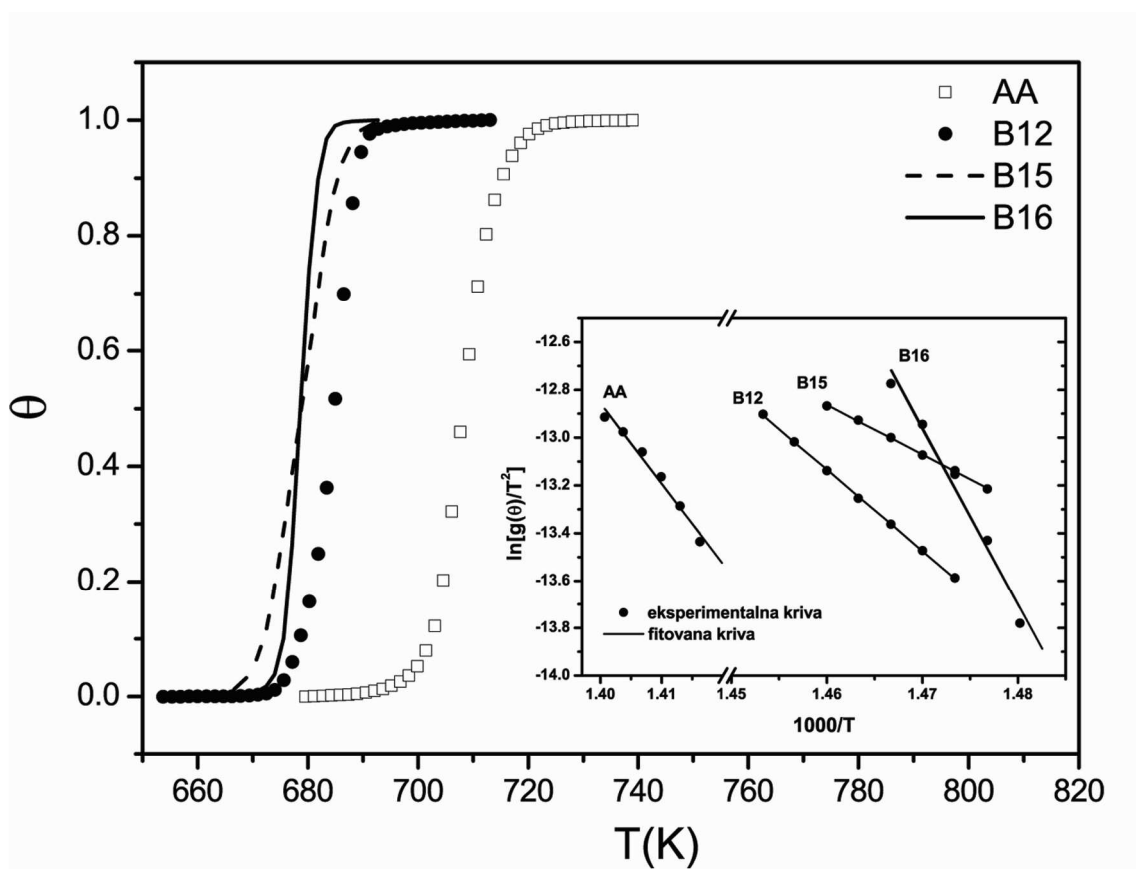 AA
B12
B15
B16
1.0
0.8
0.6
0.4
0.2
0.0
θ
660 680 700 720 740 760 780 800 820
T(K)
-12.6
-12.8
-13.0
-13.2
-13.4
-13.6
-13.8
-14.0
ln[g(θ)/T²]
AA
B12
B15
B16
eksperimentalna kriva
fitovana kriva
1.40 1.41 1.45 1.46 1.47 1.48
1000/T